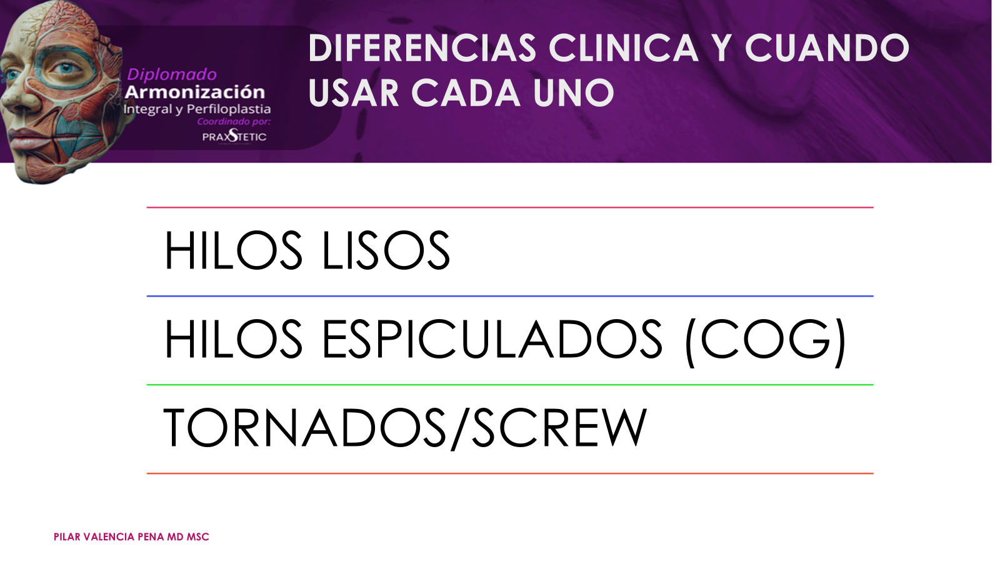 DIFERENCIAS CLINICA Y CUANDO
USAR CADA UNO
Diplomado
Armonización
Integral y Perfiloplastia
Coordinado por:
PRAXSTETIC
HILOS LISOS
HILOS ESPICULADOS (COG)
TORNADOS/SCREW
PILAR VALENCIA PENA MD MSC